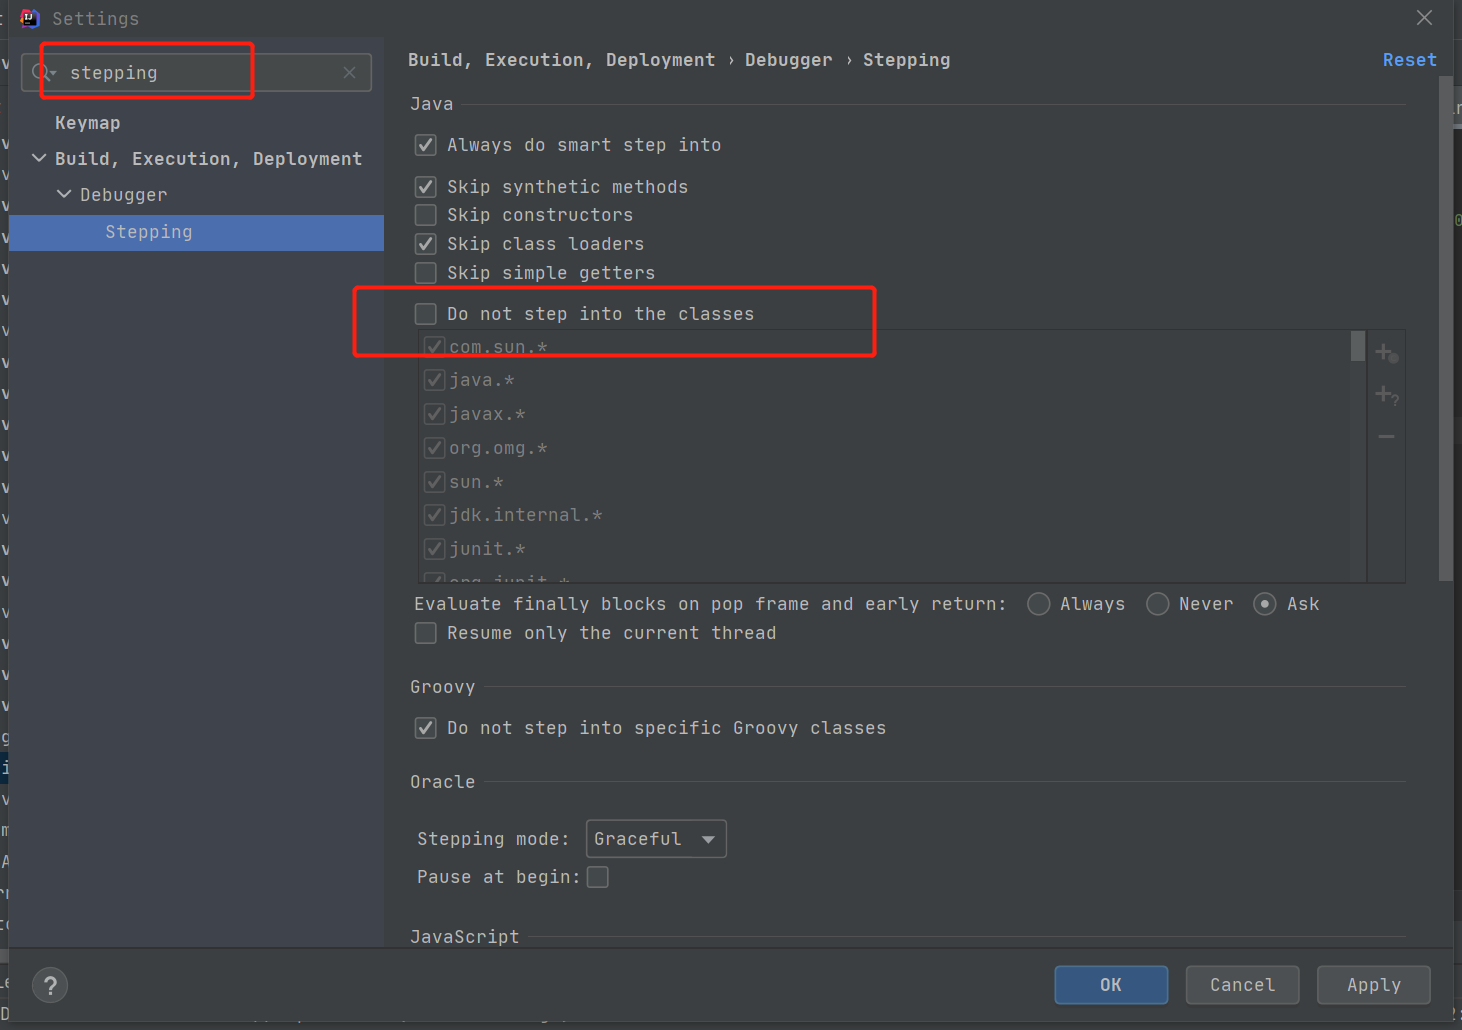 Settings
stepping
Keymap
Build, Execution, Deployment
Debugger
Stepping
Build, Execution, Deployment › Debugger › Stepping
Reset
Java
Always do smart step into
Skip synthetic methods
Skip constructors
Skip class loaders
Skip simple getters
Do not step into the classes
com.sun.*
java.*
javax.*
org.omg.*
sun.*
jdk.internal.*
junit.*
org.junit.*
Evaluate finally blocks on pop frame and early return: Always Never Ask
Resume only the current thread
Groovy
Do not step into specific Groovy classes
Oracle
Stepping mode: Graceful
Pause at begin:
JavaScript
?
OK Cancel Apply